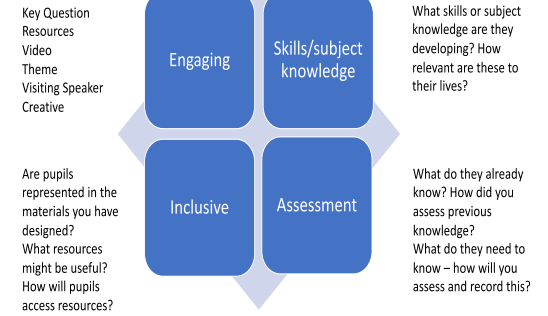 Key Question
Resources
Video
Theme
Visiting Speaker
Creative
Engaging
Skills/subject
knowledge
What skills or subject
knowledge are they
developing? How
relevant are these to
their lives?
Are pupils
represented in the
materials you have
designed?
What resources
might be useful?
How will pupils
access resources?
Inclusive
Assessment
What do they already
know? How did you
assess previous
knowledge?
What do they need to
know – how will you
assess and record this?